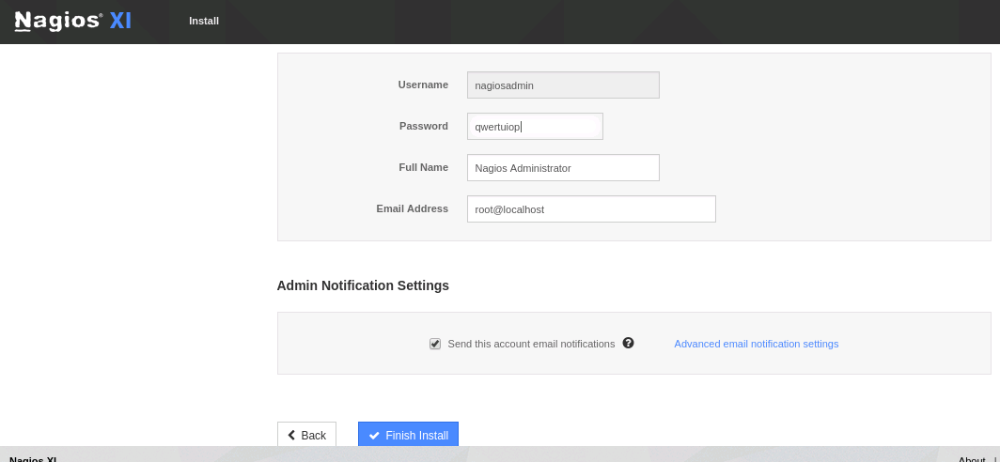 Nagios® XI Install
Username nagiosadmin
Password qwertuiop
Full Name Nagios Administrator
Email Address root@localhost
Admin Notification Settings
Send this account email notifications ? Advanced email notification settings
Back Finish Install
Nagios XI About |